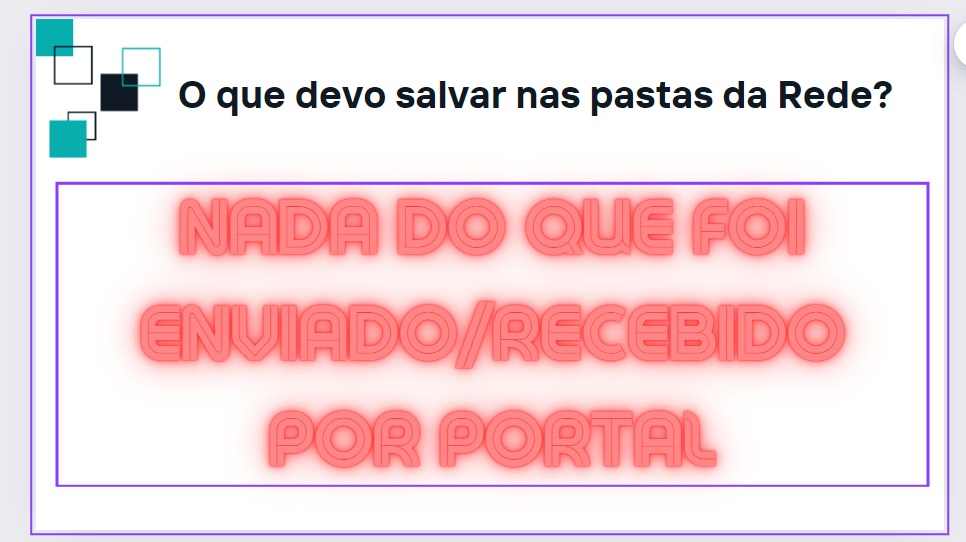 O que devo salvar nas pastas da Rede?
NADA DO QUE FOI
ENVIADO/RECEBIDO
POR PORTAL